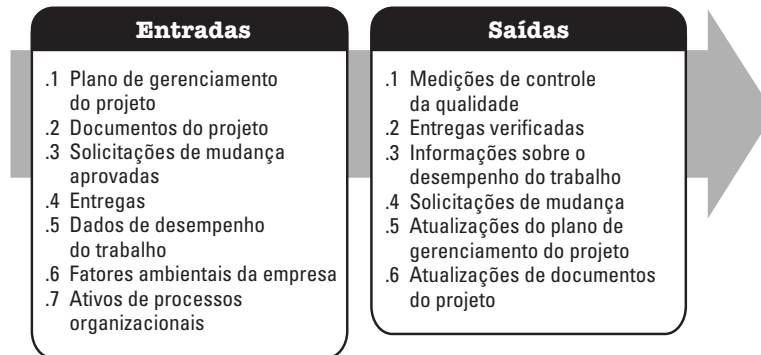 Entradas
.1 Plano de gerenciamento
do projeto
.2 Documentos do projeto
.3 Solicitações de mudança
aprovadas
.4 Entregas
.5 Dados de desempenho
do trabalho
.6 Fatores ambientais da empresa
.7 Ativos de processos
organizacionais
Saídas
.1 Medições de controle
da qualidade
.2 Entregas verificadas
.3 Informações sobre o
desempenho do trabalho
.4 Solicitações de mudança
.5 Atualizações do plano de
gerenciamento do projeto
.6 Atualizações de documentos
do projeto